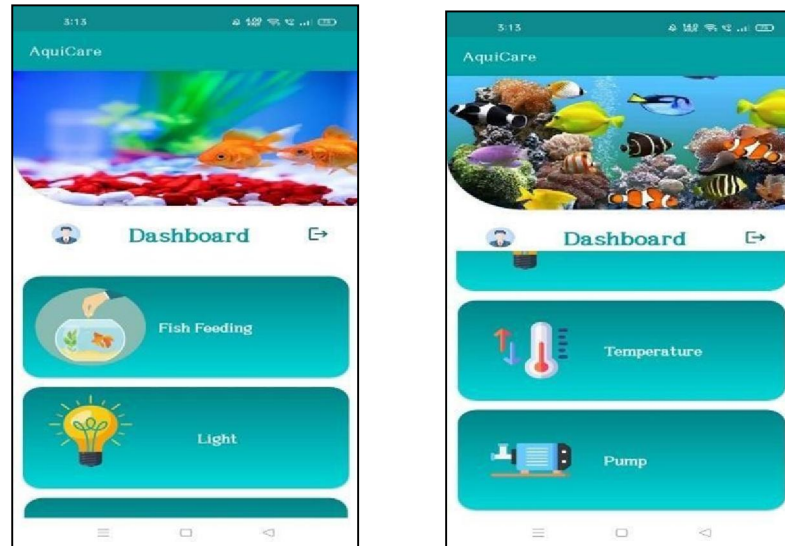 3:13
AquiCare
Dashboard
Fish Feeding
Light
3:13
AquiCare
Dashboard
Temperature
Pump